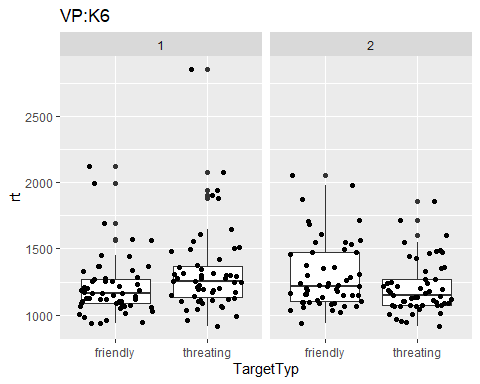 VP:K6
1 2
2500
2000
1500
1000
rt
friendly threating friendly threating
TargetTyp